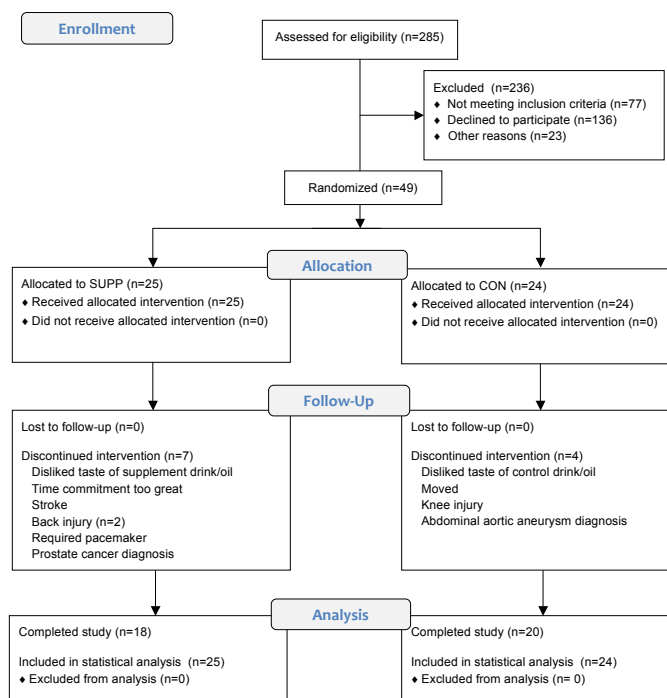 Enrollment
Assessed for eligibility (n=285)
Excluded (n=236)
♦ Not meeting inclusion criteria (n=77)
♦ Declined to participate (n=136)
♦ Other reasons (n=23)
Randomized (n=49)
Allocation
Allocated to SUPP (n=25)
♦ Received allocated intervention (n=25)
♦ Did not receive allocated intervention (n=0)
Allocated to CON (n=24)
♦ Received allocated intervention (n=24)
♦ Did not receive allocated intervention (n=0)
Follow-Up
Lost to follow-up (n=0)
Discontinued intervention (n=7)
Disliked taste of supplement drink/oil
Time commitment too great
Stroke
Back injury (n=2)
Required pacemaker
Prostate cancer diagnosis
Lost to follow-up (n=0)
Discontinued intervention (n=4)
Disliked taste of control drink/oil
Moved
Knee injury
Abdominal aortic aneurysm diagnosis
Analysis
Completed study (n=18)
Included in statistical analysis (n=25)
♦ Excluded from analysis (n=0)
Completed study (n=20)
Included in statistical analysis (n=24)
♦ Excluded from analysis (n= 0)